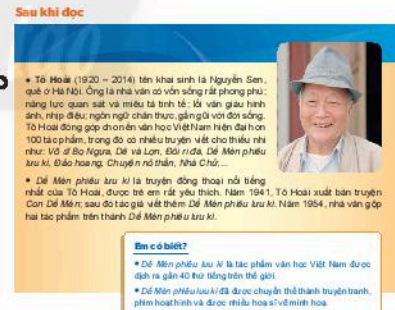 Sau khi đọc
• Tô Hoài (1920 – 2014) tên khai sinh là Nguyễn Sen,
quê ở Hà Nội. Ông là nhà văn có vốn sống rất phong phú;
năng lực quan sát và miêu tả tinh tế; lối văn giàu hình
ảnh, nhịp điệu; ngôn ngữ chân thực, gần gũi với đời sống.
Tô Hoài đóng góp cho nền văn học Việt Nam hiện đại hơn
100 tác phẩm, trong đó có nhiều truyện viết cho thiếu nhi
như: Võ sĩ Bọ Ngựa, Dê và Lợn, Đôi ri đá, Dế Mèn phiêu
lưu kí, Đảo hoang, Chuyện nỏ thần, Nhà Chử,...
• Dế Mèn phiêu lưu kí là truyện đồng thoại nổi tiếng
nhất của Tô Hoài, được trẻ em rất yêu thích. Năm 1941, Tô Hoài xuất bản truyện
Con Dế Mèn; sau đó tác giả viết thêm Dế Mèn phiêu lưu kí. Năm 1954, nhà văn gộp
hai tác phẩm trên thành Dế Mèn phiêu lưu kí.
Em có biết?
• Dế Mèn phiêu lưu kí là tác phẩm văn học Việt Nam được
dịch ra gần 40 thứ tiếng trên thế giới.
• Dế Mèn phiêu lưu kí đã được chuyển thể thành truyện tranh,
phim hoạt hình và được nhiều hoạ sĩ vẽ minh hoạ.